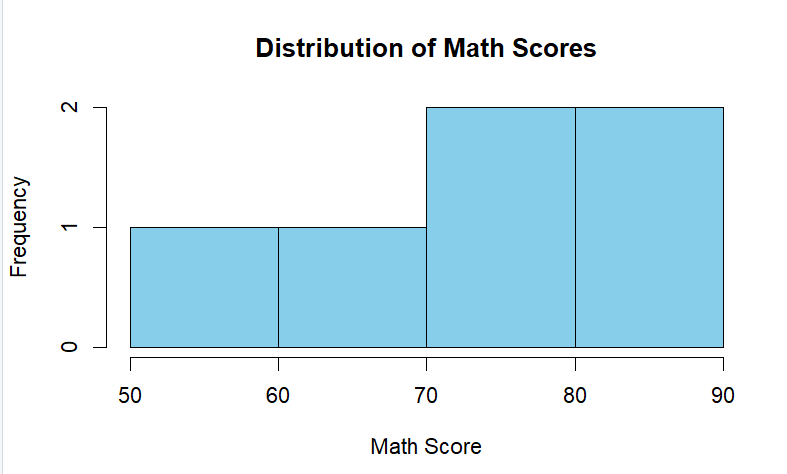 Distribution of Math Scores
Frequency
2
1
0
50 60 70 80 90
Math Score